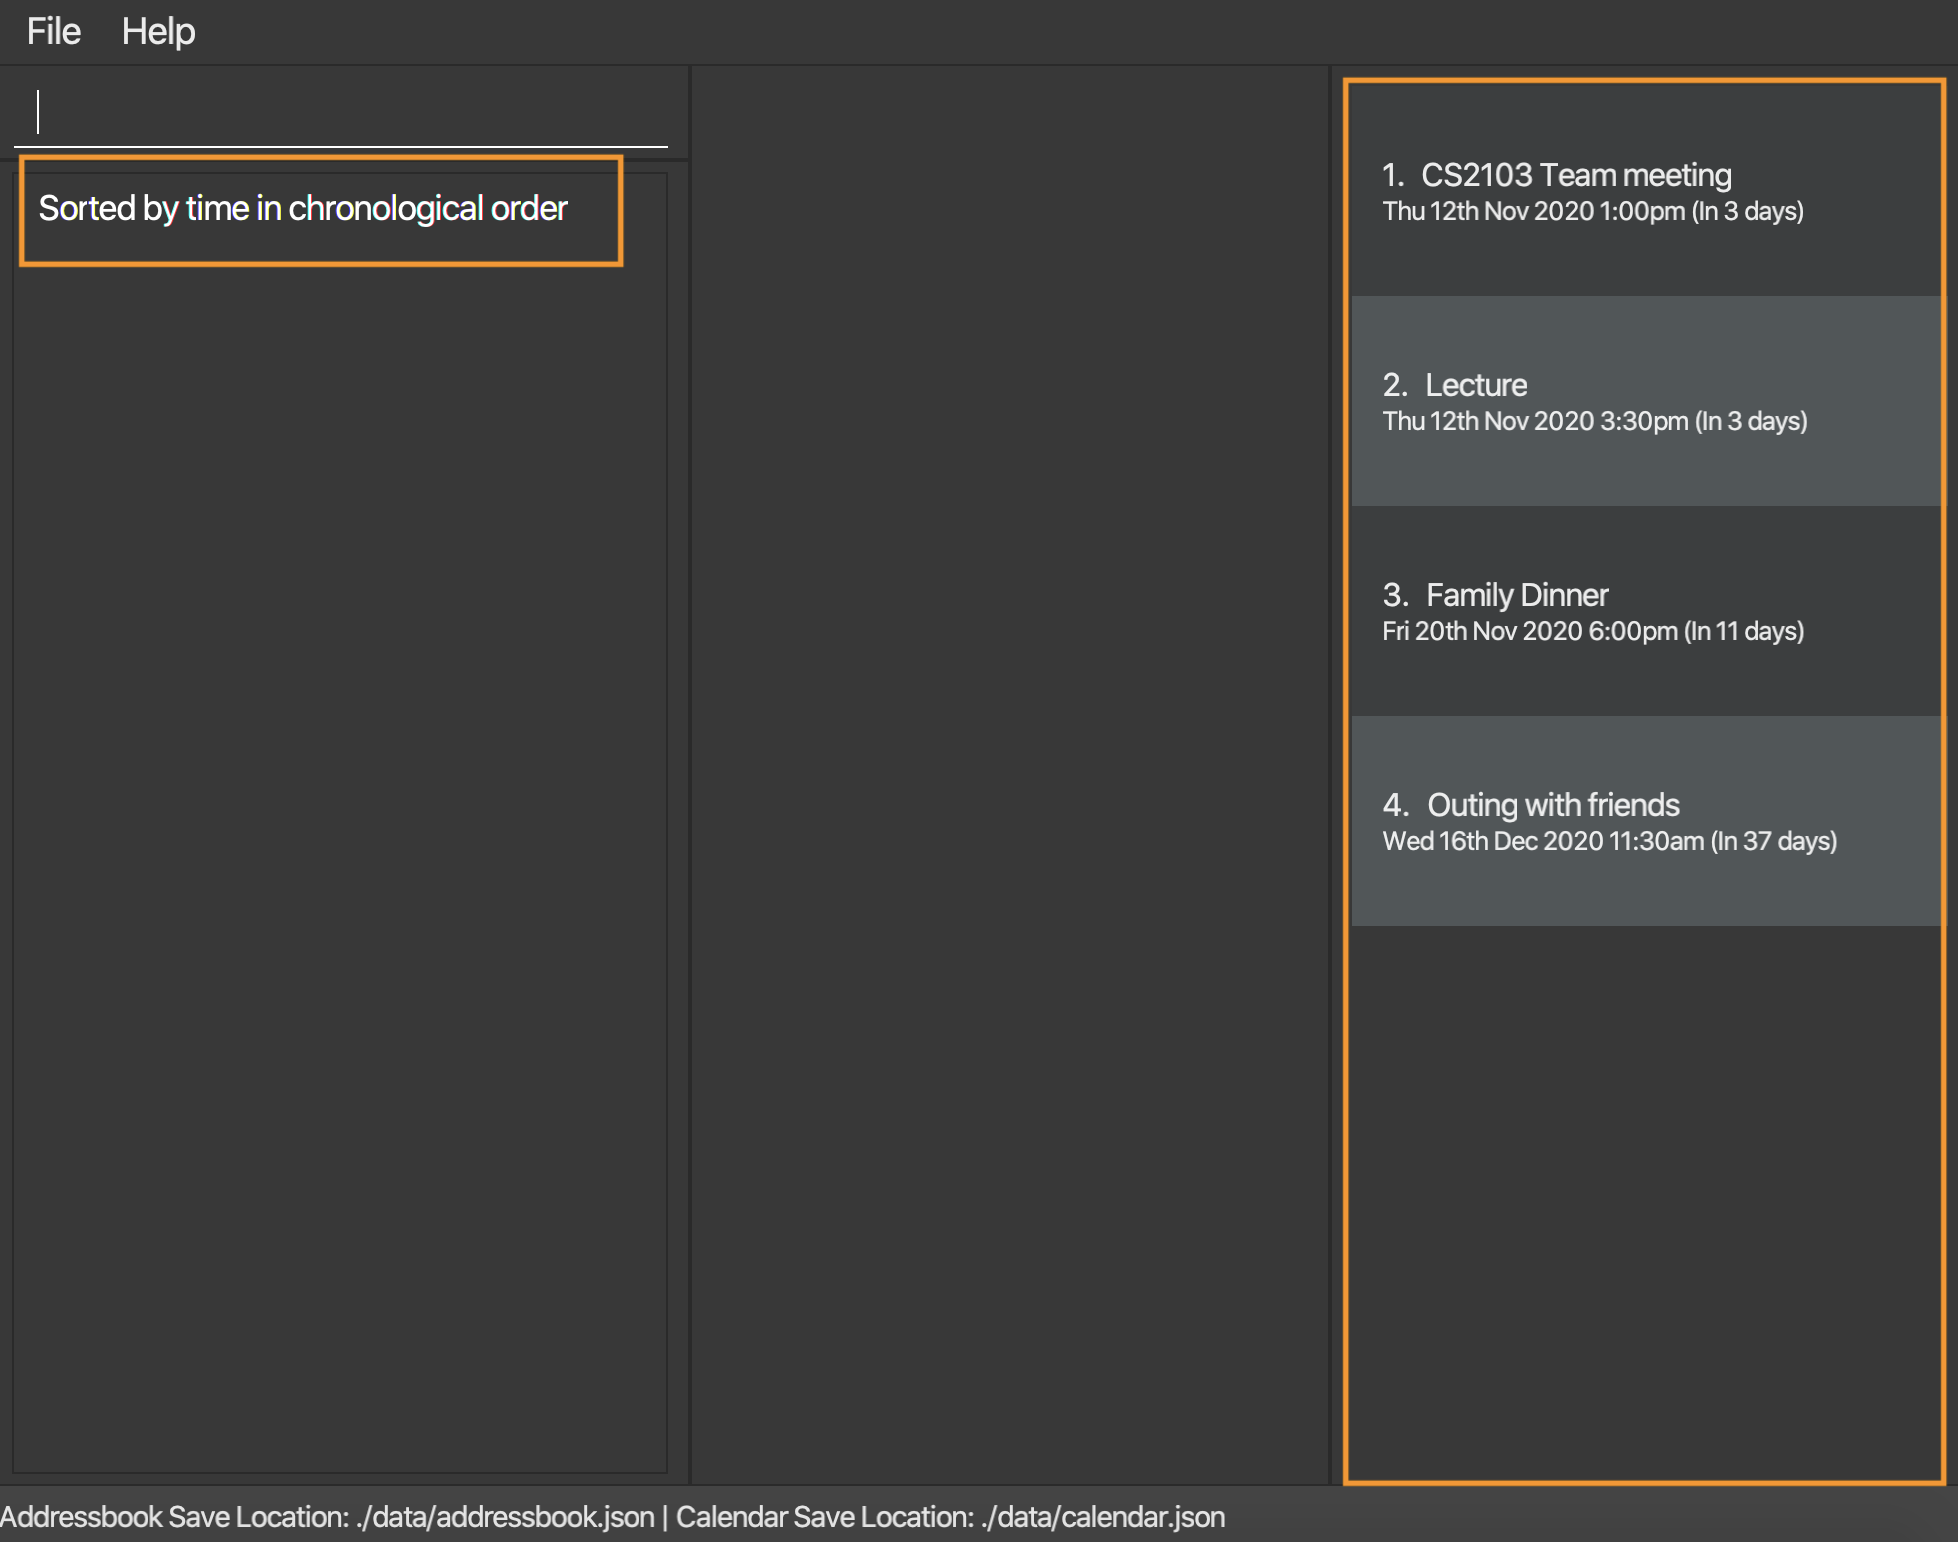 File Help
Sorted by time in chronological order
1. CS2103 Team meeting
Thu 12th Nov 2020 1:00pm (In 3 days)
2. Lecture
Thu 12th Nov 2020 3:30pm (In 3 days)
3. Family Dinner
Fri 20th Nov 2020 6:00pm (In 11 days)
4. Outing with friends
Wed 16th Dec 2020 11:30am (In 37 days)
Addressbook Save Location: ./data/addressbook.json | Calendar Save Location: ./data/calendar.json